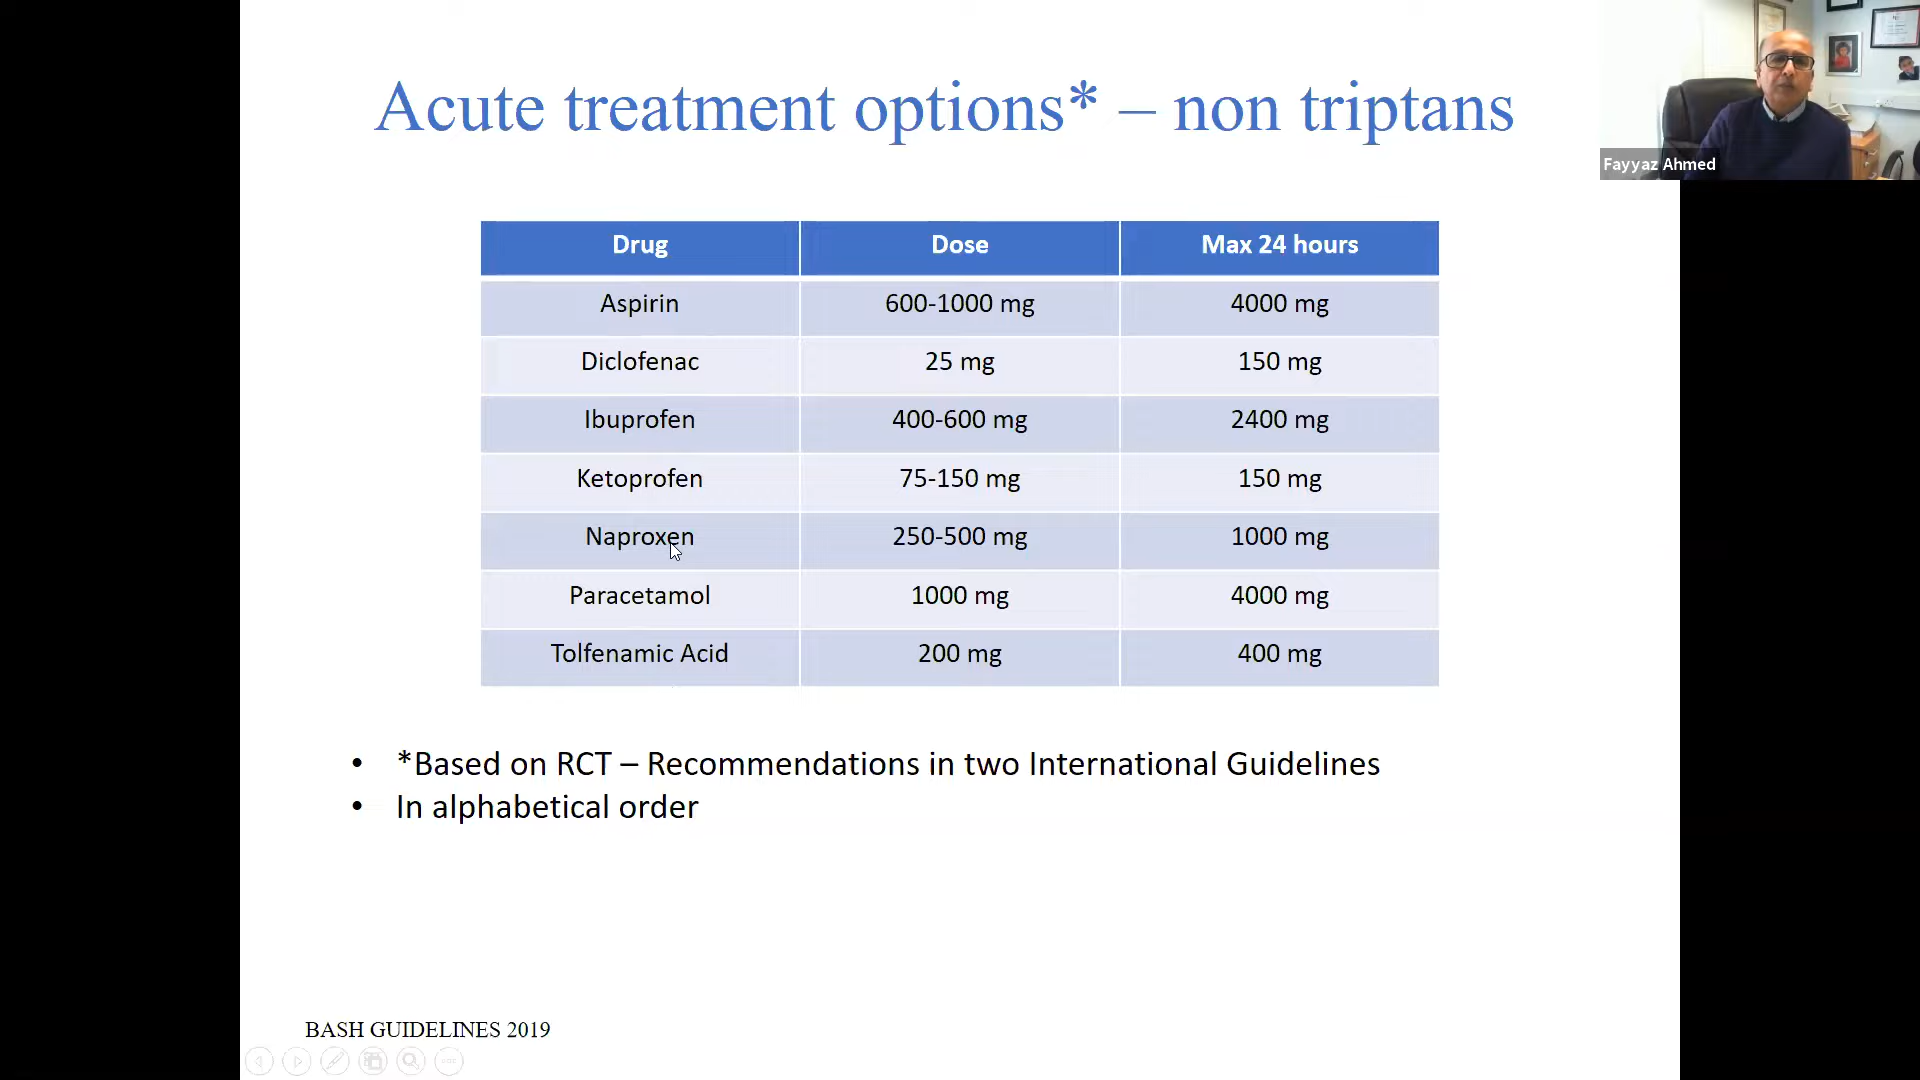 Acute treatment options* – non triptans
Fayyaz Ahmed
Drug Dose Max 24 hours
Aspirin 600-1000 mg 4000 mg
Diclofenac 25 mg 150 mg
Ibuprofen 400-600 mg 2400 mg
Ketoprofen 75-150 mg 150 mg
Naproxen 250-500 mg 1000 mg
Paracetamol 1000 mg 4000 mg
Tolfenamic Acid 200 mg 400 mg
• *Based on RCT – Recommendations in two International Guidelines
• In alphabetical order
BASH GUIDELINES 2019